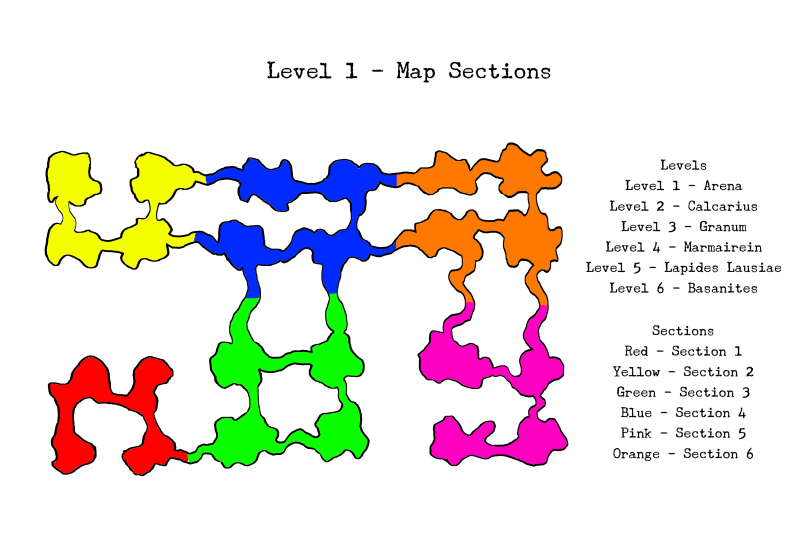 Level 1 - Map Sections
Levels
Level 1 - Arena
Level 2 - Calcarius
Level 3 - Granum
Level 4 - Marmairein
Level 5 - Lapides Lausiae
Level 6 - Basanites
Sections
Red - Section 1
Yellow - Section 2
Green - Section 3
Blue - Section 4
Pink - Section 5
Orange - Section 6